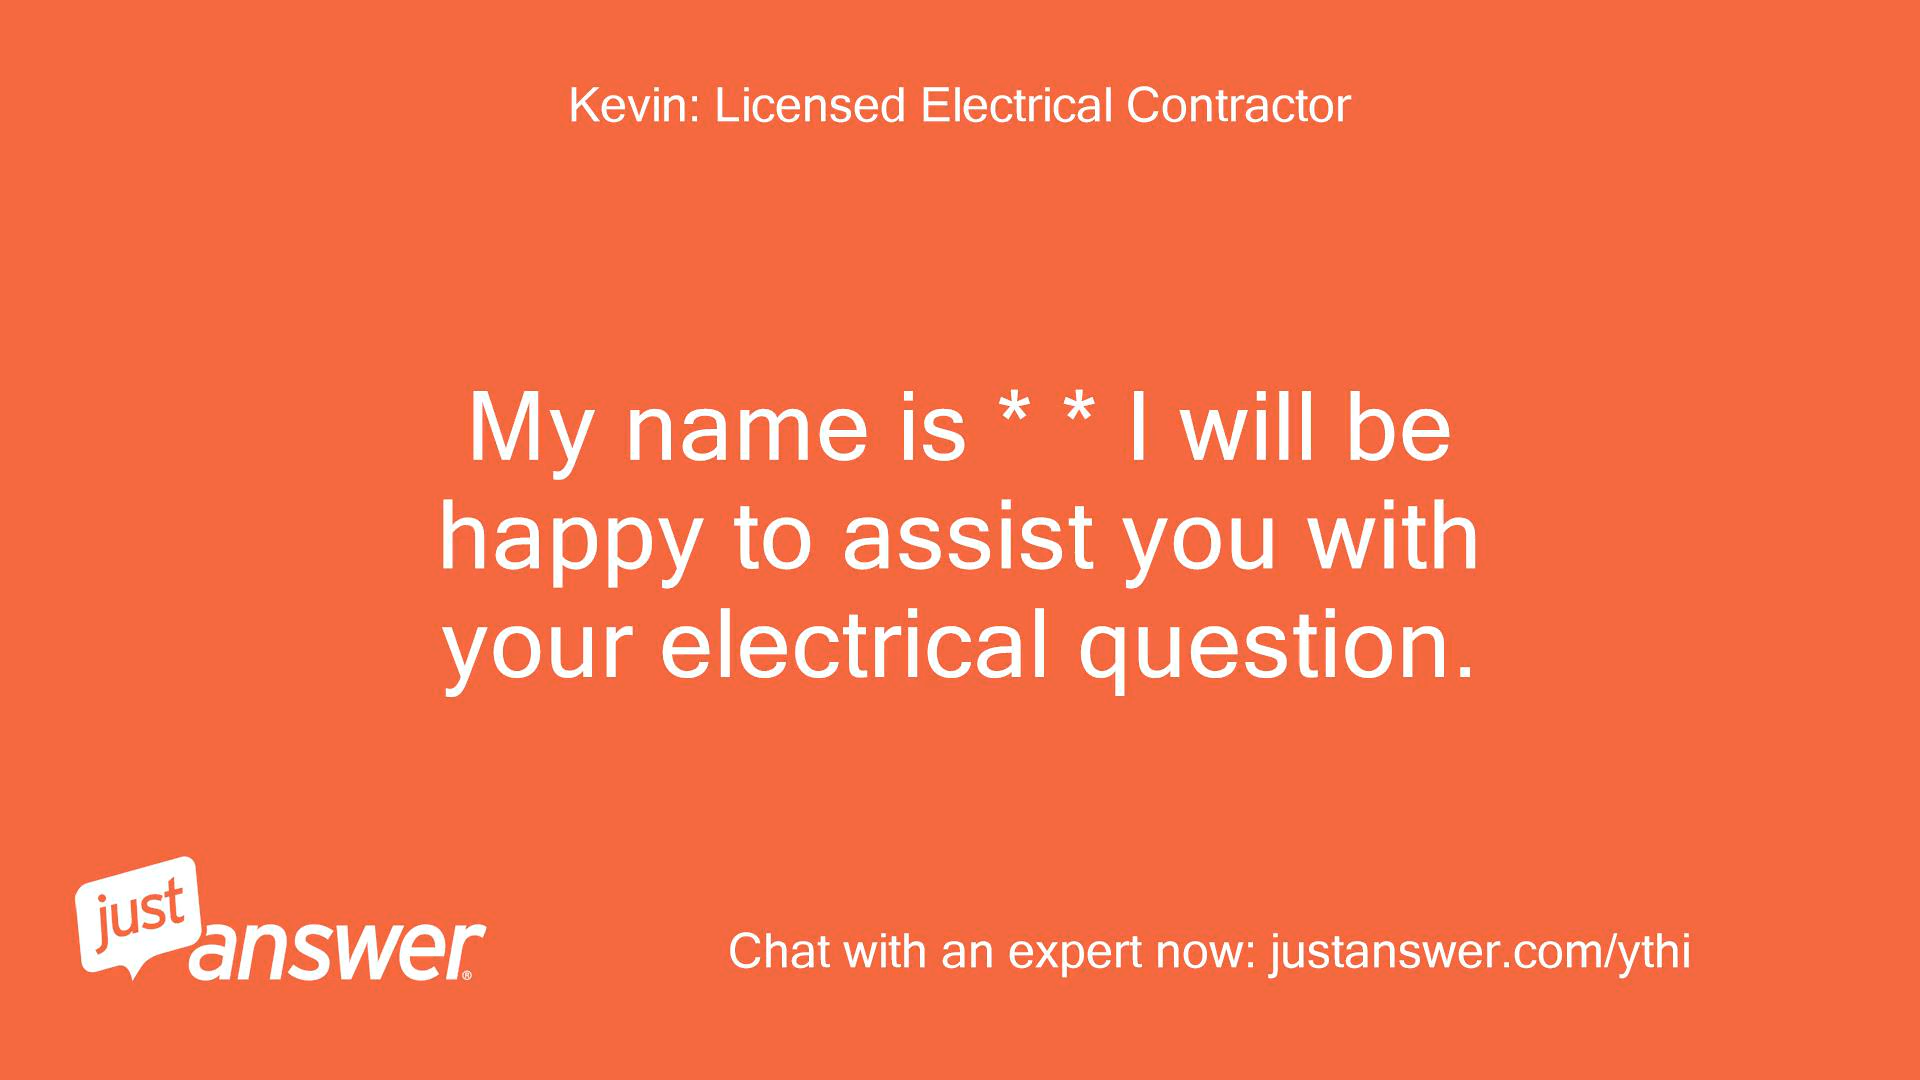 Kevin: Licensed Electrical Contractor
My name is * * I will be
happy to assist you with
your electrical question.
just
answer®
Chat with an expert now: justanswer.com/ythi